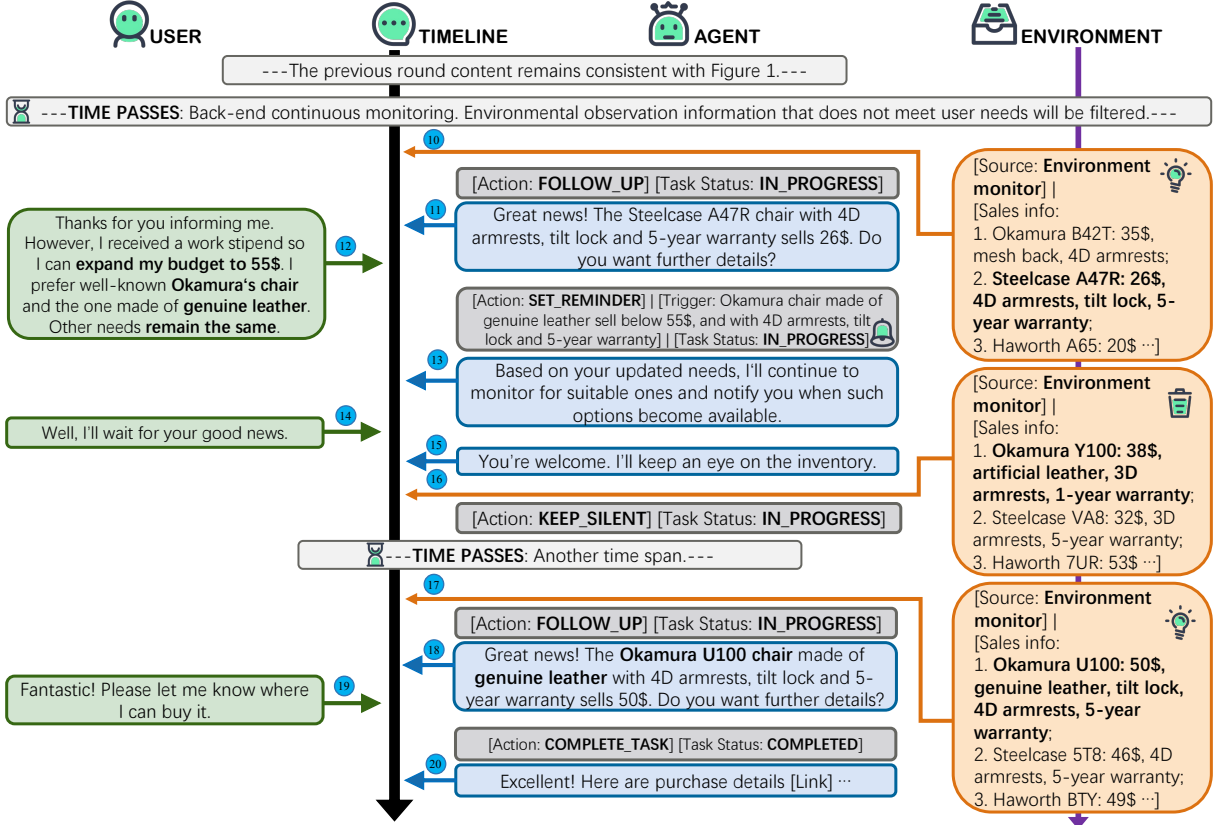 USER
TIMELINE
AGENT
ENVIRONMENT
---The previous round content remains consistent with Figure 1.---
---TIME PASSES: Back-end continuous monitoring. Environmental observation information that does not meet user needs will be filtered.---
10
[Source: Environment
monitor] |
[Sales info:
1. Okamura B42T: 35$,
mesh back, 4D armrests;
2. Steelcase A47R: 26$,
4D armrests, tilt lock, 5-
year warranty;
3. Haworth A65: 20$ ···]
[Action: FOLLOW_UP] [Task Status: IN_PROGRESS]
11
Great news! The Steelcase A47R chair with 4D
armrests, tilt lock and 5-year warranty sells 26$. Do
you want further details?
12
Thanks for you informing me.
However, I received a work stipend so
I can expand my budget to 55$. I
prefer well-known Okamura's chair
and the one made of genuine leather.
Other needs remain the same.
[Action: SET_REMINDER] | [Trigger: Okamura chair made of
genuine leather sell below 55$, and with 4D armrests, tilt
lock and 5-year warranty] | [Task Status: IN_PROGRESS]
13
Based on your updated needs, I'll continue to
monitor for suitable ones and notify you when such
options become available.
14
Well, I'll wait for your good news.
15
You're welcome. I'll keep an eye on the inventory.
16
[Source: Environment
monitor] |
[Sales info:
1. Okamura Y100: 38$,
artificial leather, 3D
armrests, 1-year warranty;
2. Steelcase VA8: 32$, 3D
armrests, 5-year warranty;
3. Haworth 7UR: 53$ ···]
[Action: KEEP_SILENT] [Task Status: IN_PROGRESS]
---TIME PASSES: Another time span.---
17
[Source: Environment
monitor] |
[Sales info:
1. Okamura U100: 50$,
genuine leather, tilt lock,
4D armrests, 5-year
warranty;
2. Steelcase 5T8: 46$, 4D
armrests, 5-year warranty;
3. Haworth BTY: 49$ ···]
[Action: FOLLOW_UP] [Task Status: IN_PROGRESS]
18
Great news! The Okamura U100 chair made of
genuine leather with 4D armrests, tilt lock and 5-
year warranty sells 50$. Do you want further details?
19
Fantastic! Please let me know where
I can buy it.
[Action: COMPLETE_TASK] [Task Status: COMPLETED]
20
Excellent! Here are purchase details [Link] ···